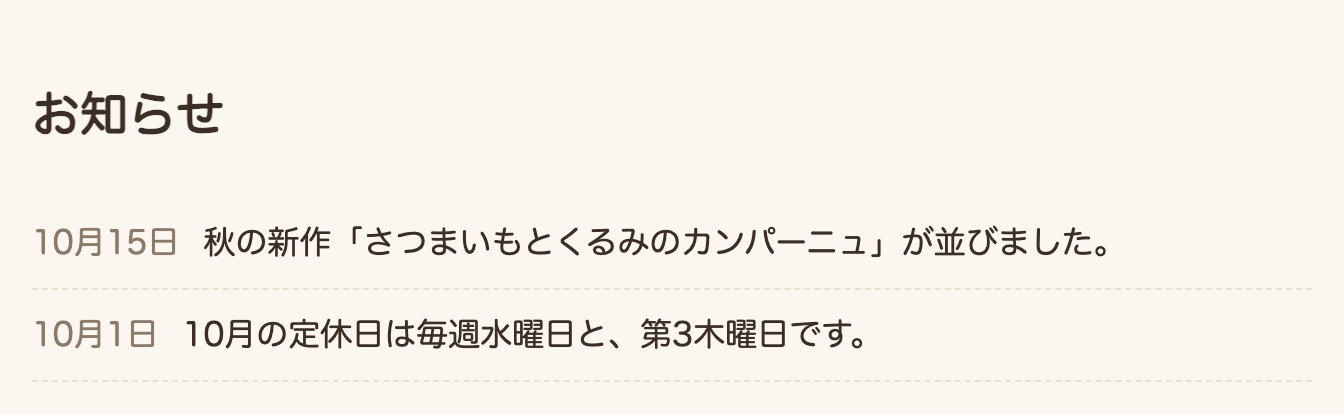 お知らせ
10月15日 秋の新作「さつまいもとくるみのカンパーニュ」が並びました。
10月1日 10月の定休日は毎週水曜日と、第3木曜日です。